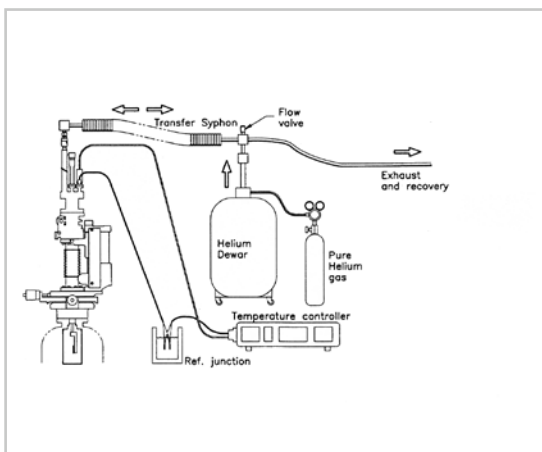 Transfer Syphon
Flow
valve
Exhaust
and recovery
Helium
Dewar
Pure
Helium
gas
Temperature controller
Ref. junction